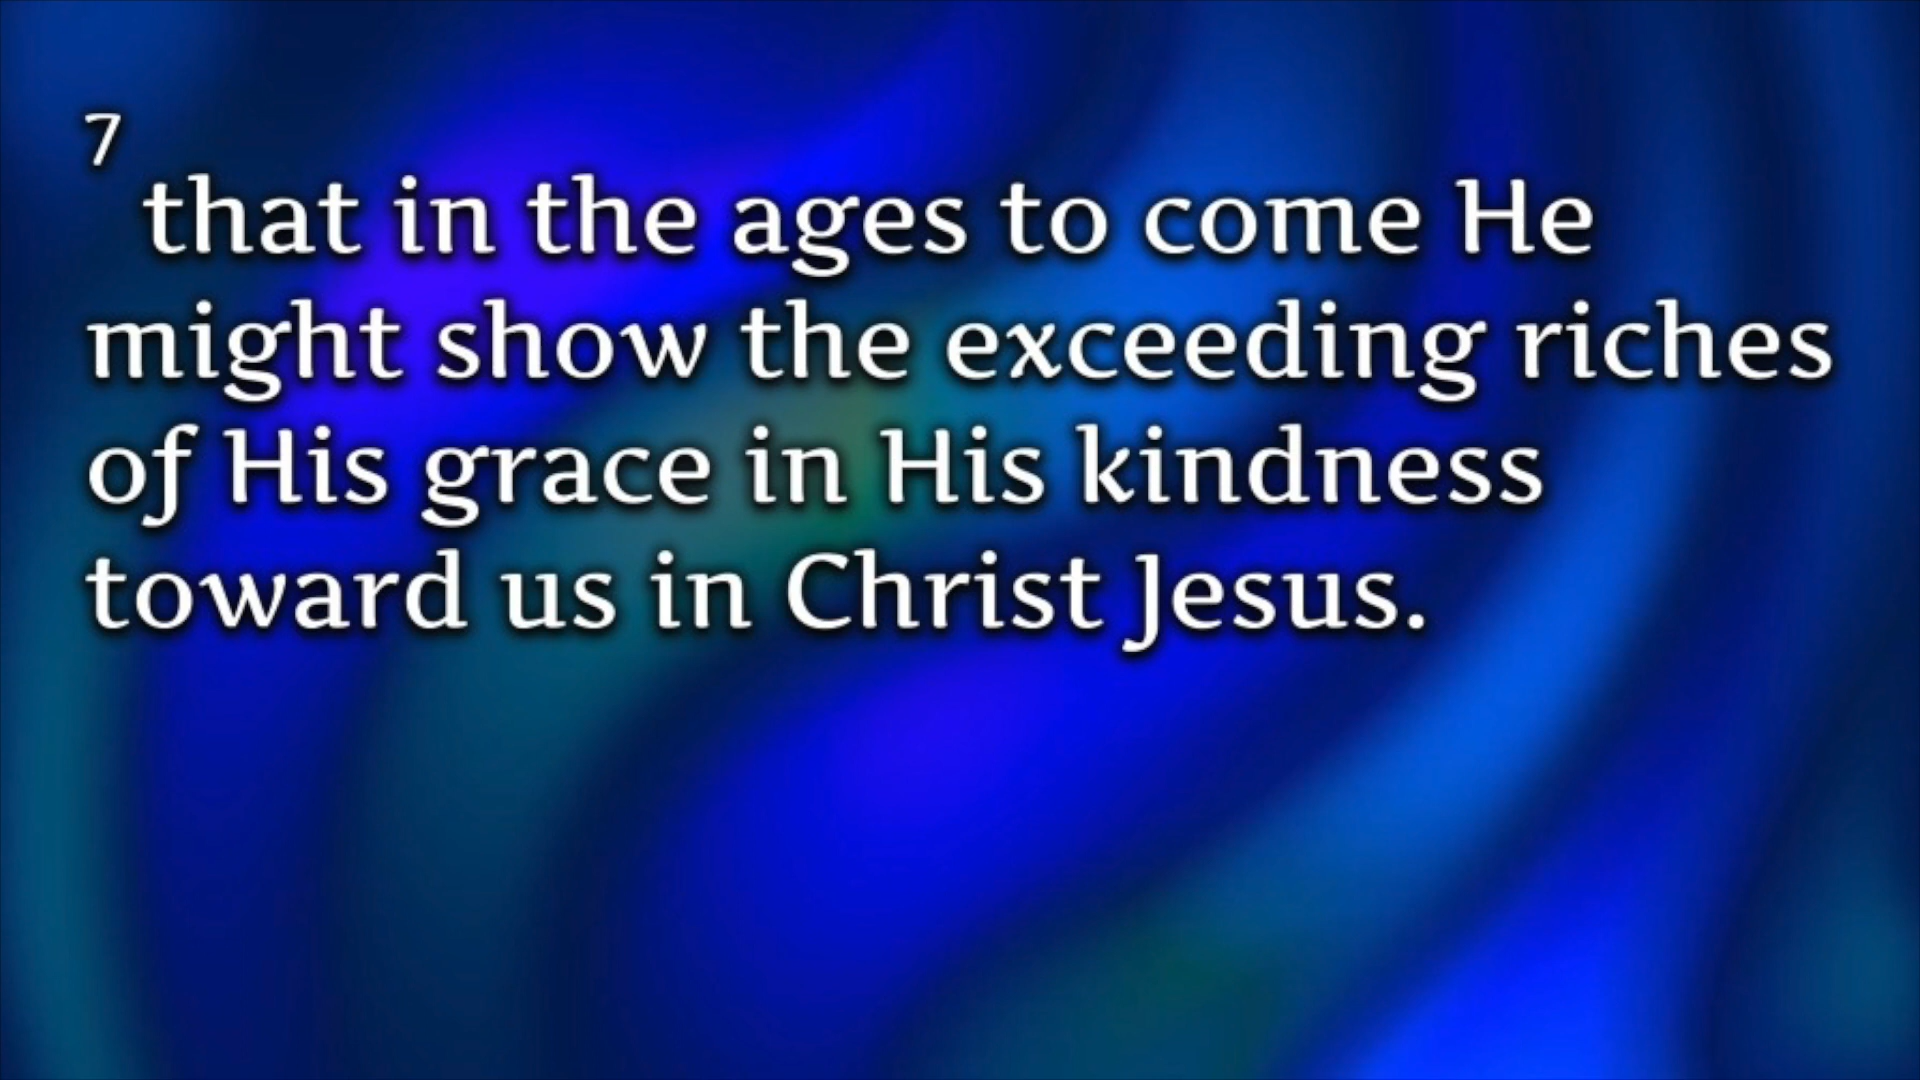 7
that in the ages to come He
might show the exceeding riches
of His grace in His kindness
toward us in Christ Jesus.